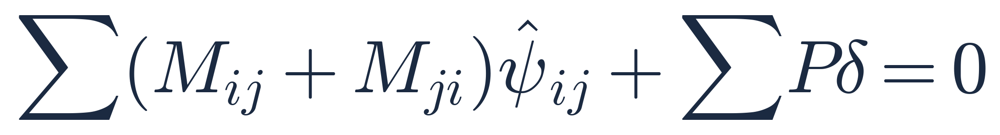 ∑(M_{ij} + M_{ji})ψ̂_{ij} + ∑Pδ = 0